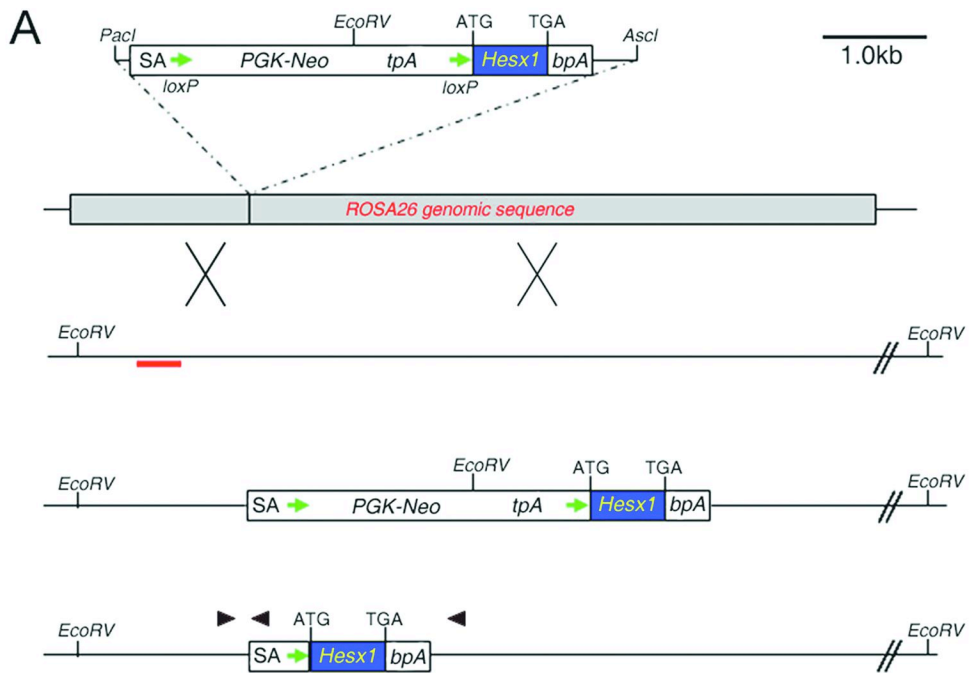 A
PacI EcoRV ATG TGA AscI
SA PGK-Neo tpA Hesx1 bpA
loxP loxP
1.0kb
ROSA26 genomic sequence
EcoRV EcoRV
EcoRV EcoRV ATG TGA EcoRV
SA PGK-Neo tpA Hesx1 bpA
EcoRV ATG TGA EcoRV
SA Hesx1 bpA